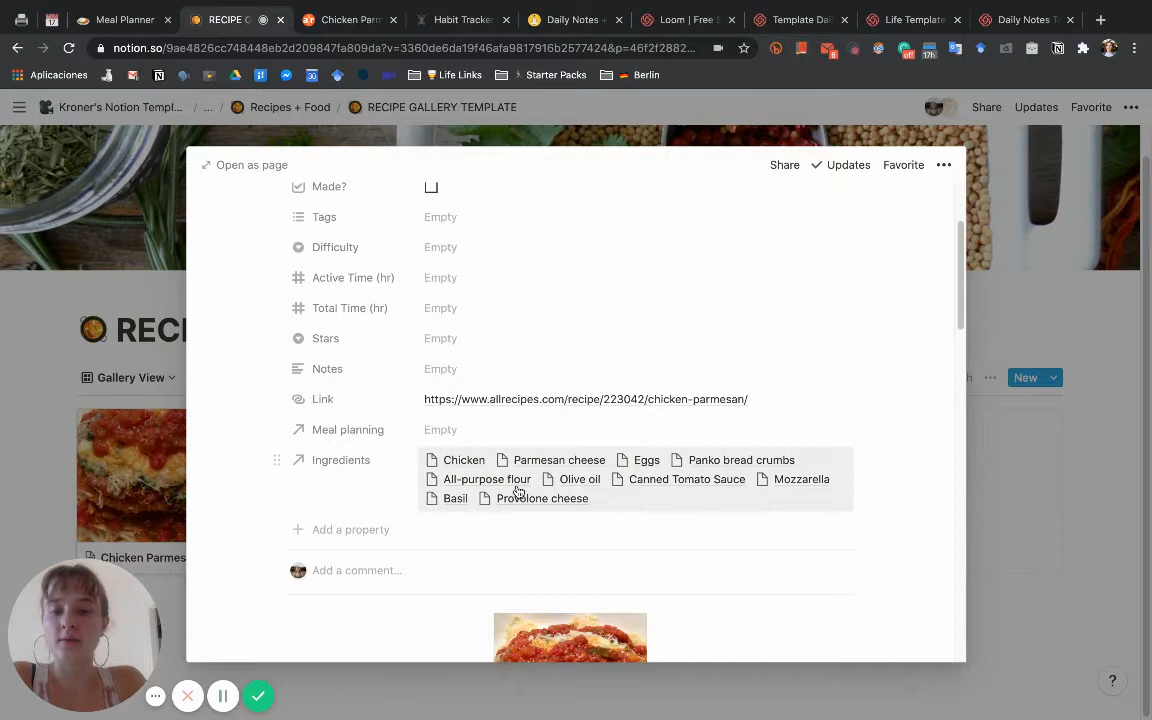 Meal Planner
RECIPE G
Chicken Parm
Habit Tracker
Daily Notes +
Loom | Free S
Template Dail
Life Template
Daily Notes T
notion.so/9ae4826cc748448eb2d209847fa809da?v=3360de6da19f46afa9817916b2577424&p=46f2f2882...
6
off
17h
Aplicaciones
Life Links
Starter Packs
Berlin
Kroner's Notion Templ... / ... / Recipes + Food / RECIPE GALLERY TEMPLATE
Share Updates Favorite
Open as page
Share Updates Favorite
Made?
Tags Empty
Difficulty Empty
Active Time (hr) Empty
Total Time (hr) Empty
Stars Empty
RECI
Notes Empty
Gallery View
New
Link https://www.allrecipes.com/recipe/223042/chicken-parmesan/
Meal planning Empty
Ingredients Chicken Parmesan cheese Eggs Panko bread crumbs
All-purpose flour Olive oil Canned Tomato Sauce Mozzarella
Basil Provolone cheese
Add a property
Chicken Parmes
Add a comment...
?